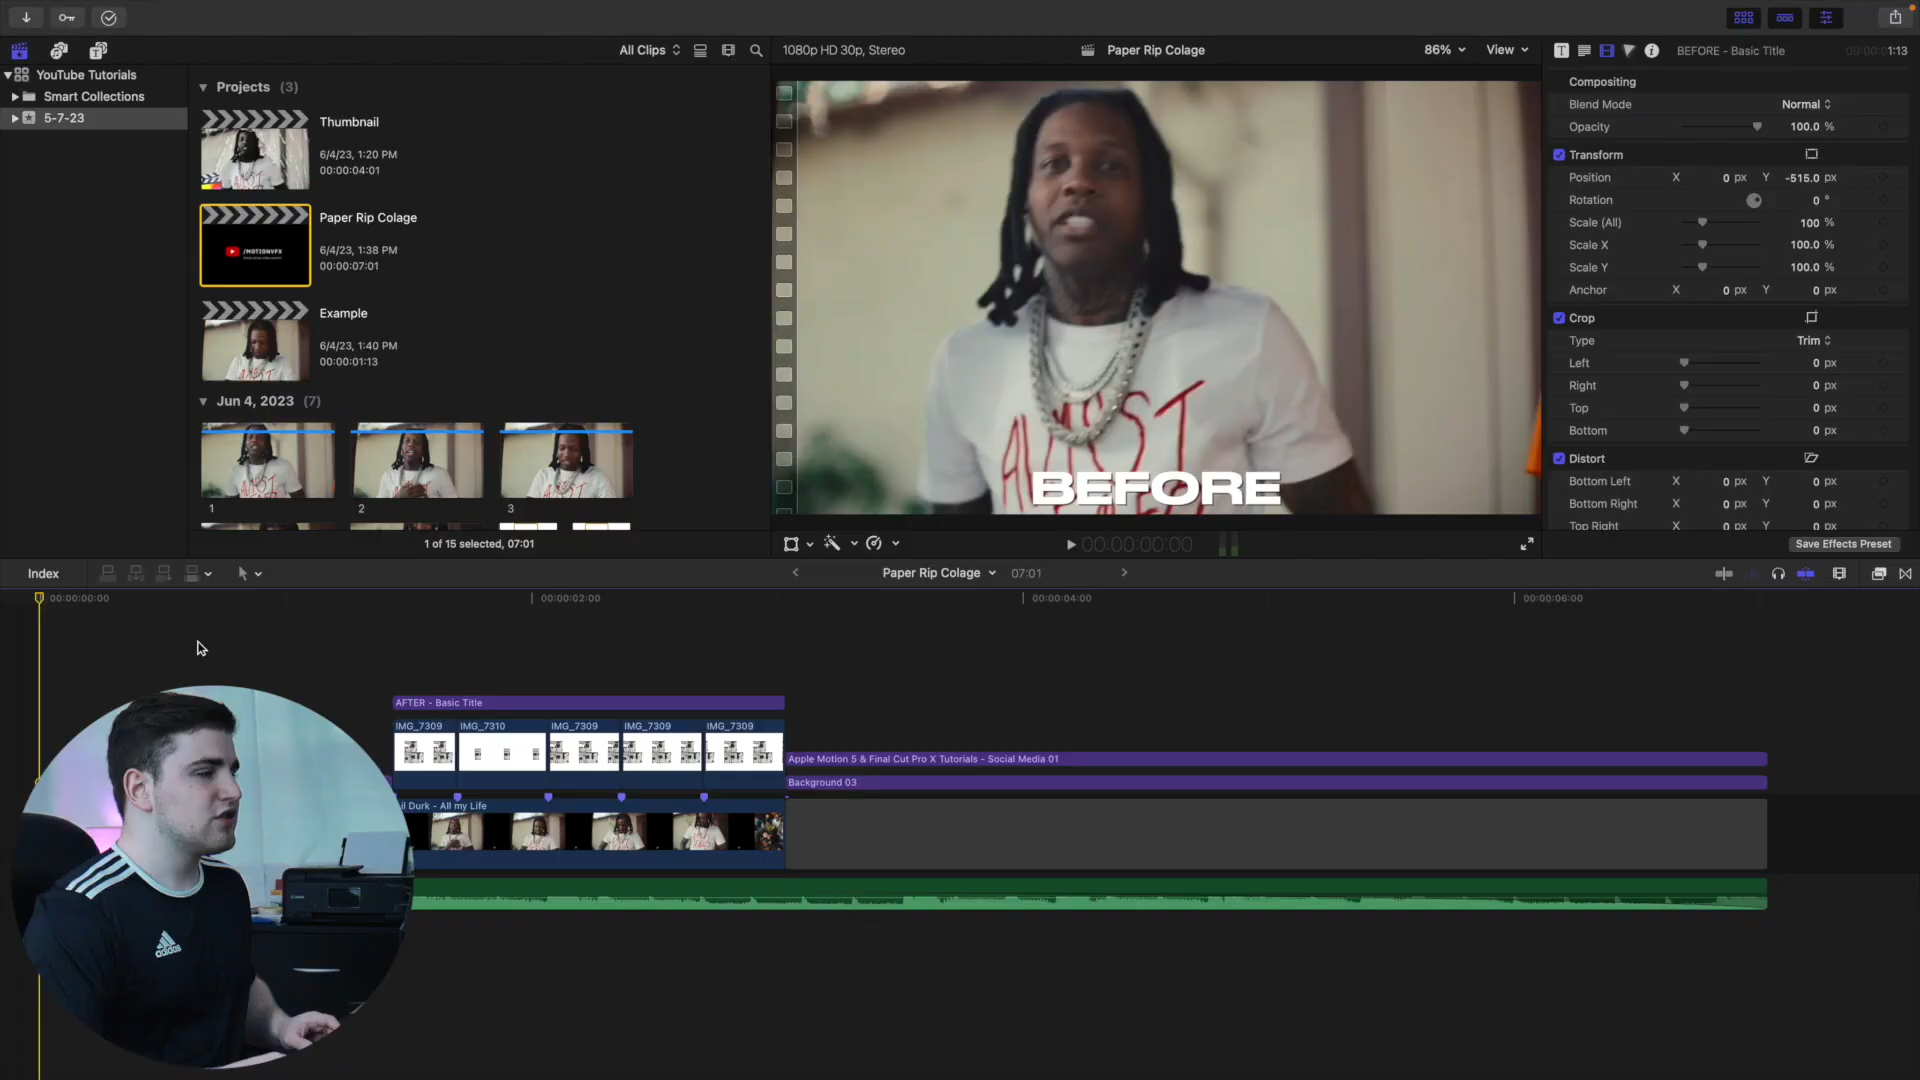 All Clips
1080p HD 30p, Stereo
Paper Rip Colage
86%
View
BEFORE - Basic Title
1:13
YouTube Tutorials
Smart Collections
5-7-23
Projects (3)
Thumbnail
6/4/23, 1:20 PM
00:00:04:01
Paper Rip Colage
6/4/23, 1:38 PM
00:00:07:01
/MOTIONVFX
Example
6/4/23, 1:40 PM
00:00:01:13
Jun 4, 2023 (7)
1
2
3
1 of 15 selected, 07:01
BEFORE
00:00:00:00
Compositing
Blend Mode Normal
Opacity 100.0 %
Transform
Position X 0 px Y -515.0 px
Rotation 0 °
Scale (All) 100 %
Scale X 100.0 %
Scale Y 100.0 %
Anchor X 0 px Y 0 px
Crop
Type Trim
Left 0 px
Right 0 px
Top 0 px
Bottom 0 px
Distort
Bottom Left X 0 px Y 0 px
Bottom Right X 0 px Y 0 px
Top Right X 0 px Y 0 px
Save Effects Preset
Index
Paper Rip Colage 07:01
00:00:00:00
00:00:02:00
00:00:04:00
00:00:06:00
AFTER - Basic Title
IMG_7309
IMG_7310
IMG_7309
IMG_7309
IMG_7309
Apple Motion 5 & Final Cut Pro X Tutorials - Social Media 01
Background 03
il Durk - All my Life
adidas
Canon